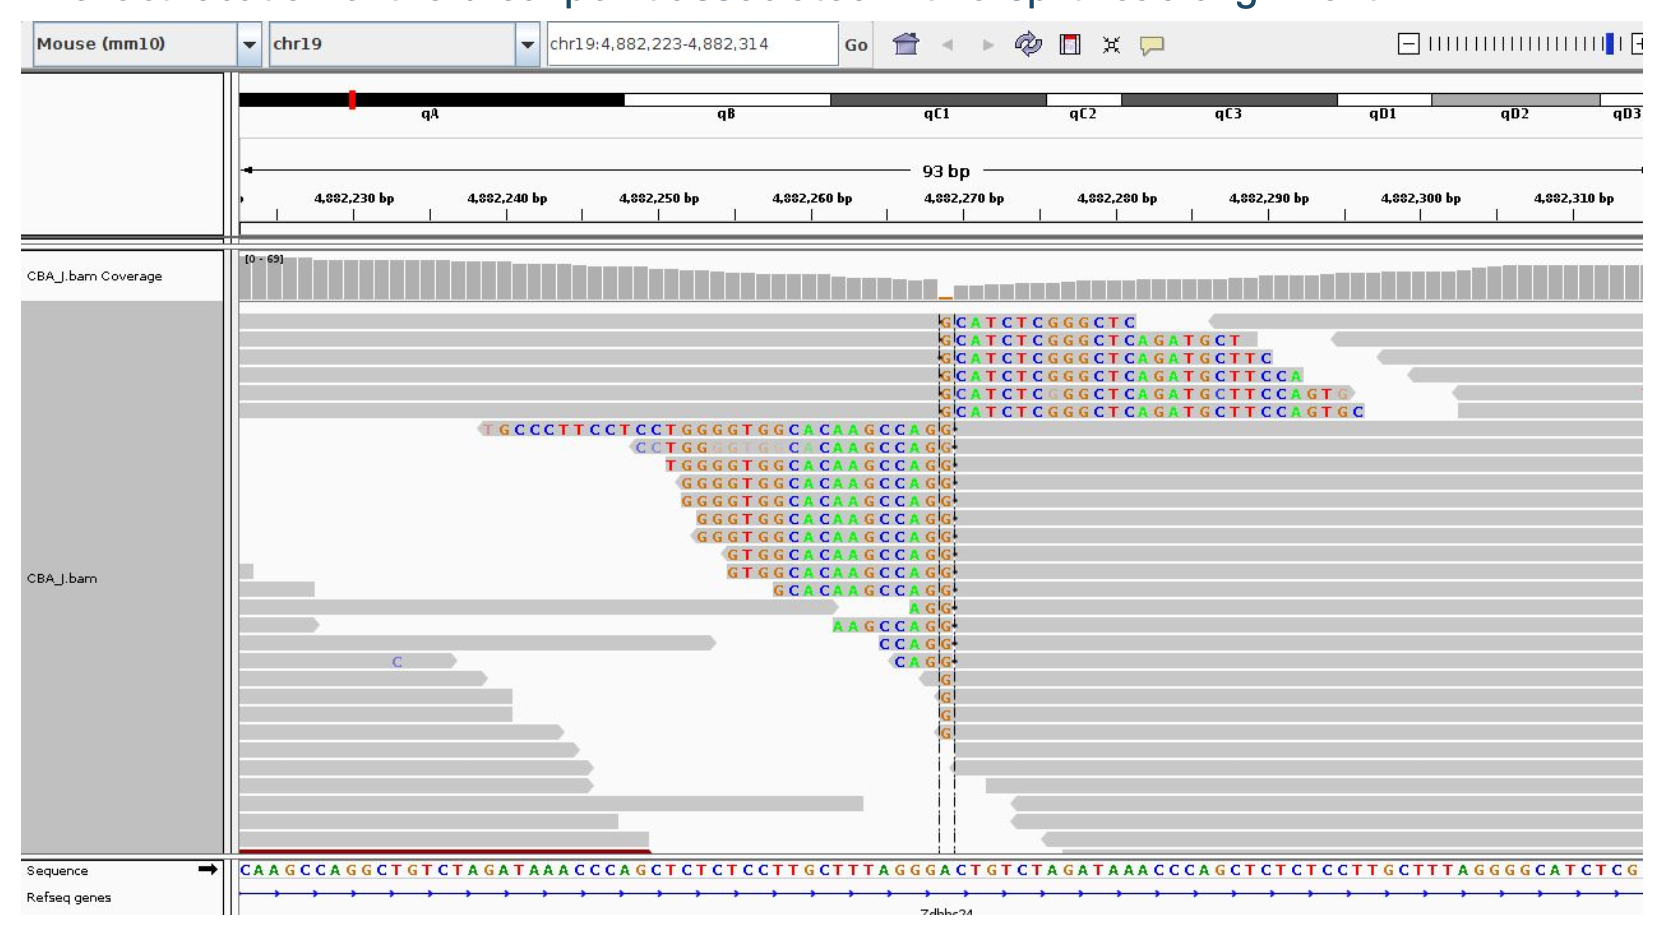 Mouse (mm10) chr19 chr19:4,882,223-4,882,314 Go
qA qB qC1 qC2 qC3 qD1 qD2 qD3
93 bp
4,882,230 bp 4,882,240 bp 4,882,250 bp 4,882,260 bp 4,882,270 bp 4,882,280 bp 4,882,290 bp 4,882,300 bp 4,882,310 bp
[0 - 69]
CBA_J.bam Coverage
GCATCTCGGGCTC
GCATCTCGGGCTCAGATGCT
GCATCTCGGGCTCAGATGCTTC
GCATCTCGGGCTCAGATGCTTCCA
GCATCTCGGGCTCAGATGCTTCCAGTG
GCATCTCGGGCTCAGATGCTTCCAGTGC
TGCCCTTCCTCCTGGGGTGGCACAAGCCAGG
CCTGGGGTGGCACAAGCCAGG
TGGGGTGGCACAAGCCAGG
GGGGTGGCACAAGCCAGG
GGGGTGGCACAAGCCAGG
GGGTGGCACAAGCCAGG
GGGTGGCACAAGCCAGG
GTGGCACAAGCCAGG
GTGGCACAAGCCAGG
CBA_J.bam
GCACAAGCCAGG
AGG
AAGCCAGG
CCAGG
C CAGG
G
G
G
G
Sequence CAAGCCAGGCTGTCTAGATAAACCCAGCTCTCTCCTTGCTTTAGGGACTGTCTAGATAAACCCAGCTCTCTCCTTGCTTTAGGGGCATCTCG
Refseq genes